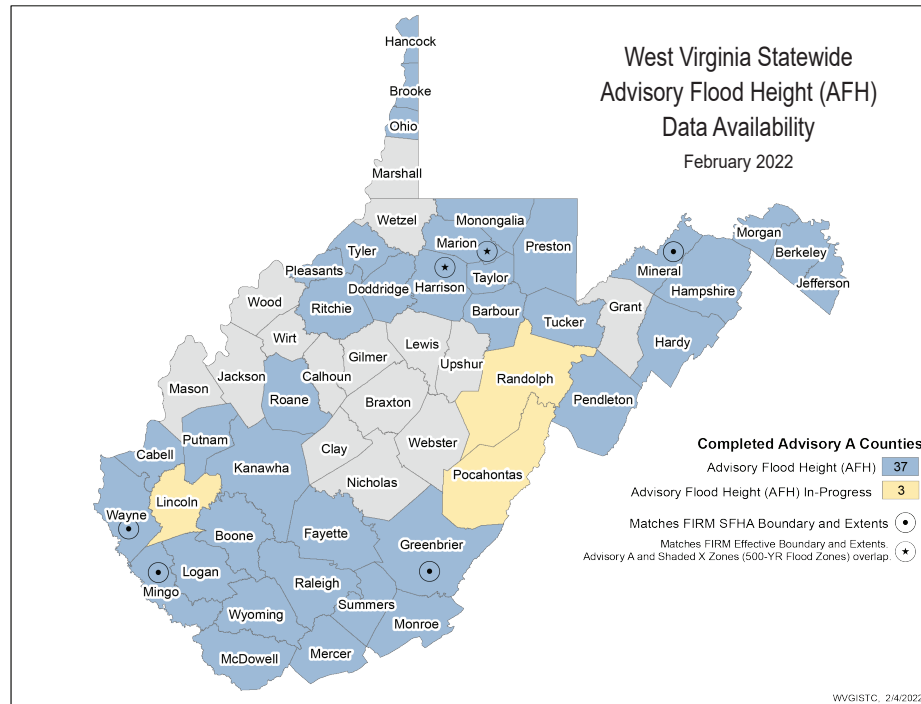 West Virginia Statewide
Advisory Flood Height (AFH)
Data Availability
February 2022
Hancock
Brooke
Ohio
Marshall
Wetzel
Monongalia
Marion
Preston
Tyler
Pleasants
Doddridge
Harrison
Taylor
Ritchie
Barbour
Tucker
Morgan
Berkeley
Jefferson
Mineral
Hampshire
Grant
Hardy
Wood
Wirt
Lewis
Gilmer
Upshur
Calhoun
Randolph
Pendleton
Mason
Jackson
Roane
Braxton
Webster
Clay
Pocahontas
Putnam
Cabell
Kanawha
Nicholas
Lincoln
Wayne
Boone
Fayette
Greenbrier
Logan
Mingo
Raleigh
Summers
Wyoming
Monroe
McDowell
Mercer
Completed Advisory A Counties
Advisory Flood Height (AFH) 37
Advisory Flood Height (AFH) In-Progress 3
Matches FIRM SFHA Boundary and Extents
Matches FIRM Effective Boundary and Extents.
Advisory A and Shaded X Zones (500-YR Flood Zones) overlap.
WVGISTC, 2/4/2022